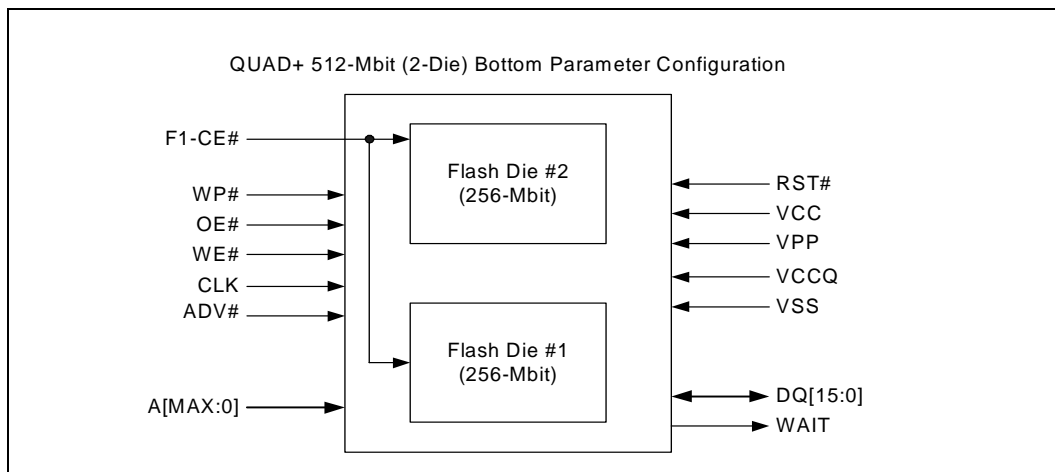 QUAD+ 512-Mbit (2-Die) Bottom Parameter Configuration
F1-CE#
WP#
OE#
WE#
CLK
ADV#
A[MAX:0]
Flash Die #2
(256-Mbit)
Flash Die #1
(256-Mbit)
RST#
VCC
VPP
VCCQ
VSS
DQ[15:0]
WAIT